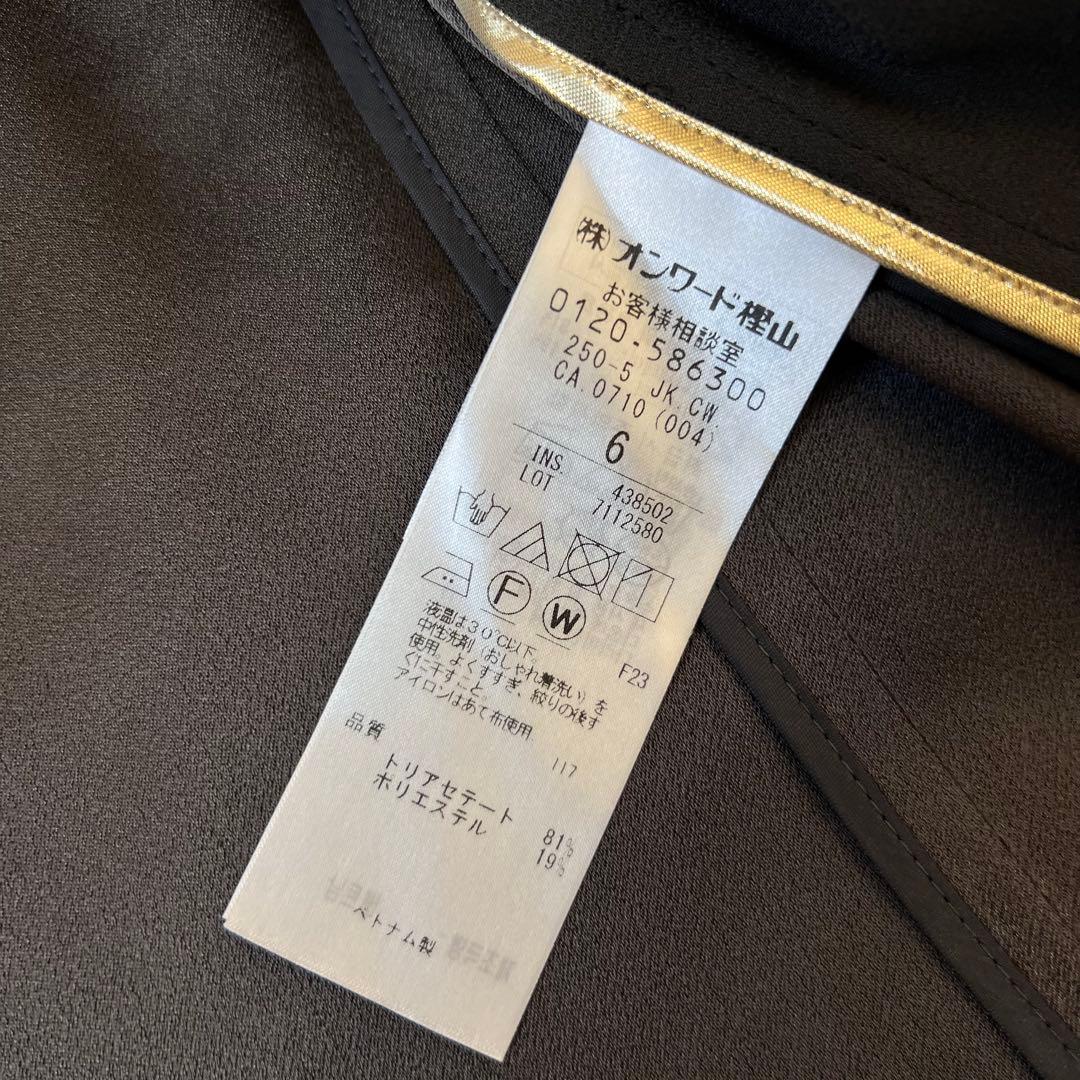 ㈱オンワード樫山
お客様相談室
0120-586300
250-5 JK.CW.
CA.0710 (004)
6
INS. 438502
LOT 7112580
F W
液温は30℃以下。
中性洗剤(おしゃれ着洗い)を
使用。よくすすぎ、絞りの後す
ぐに干すこと。
アイロンはあて布使用
F23
品質 117
トリアセテート 81%
ポリエステル 19%
ベトナム製